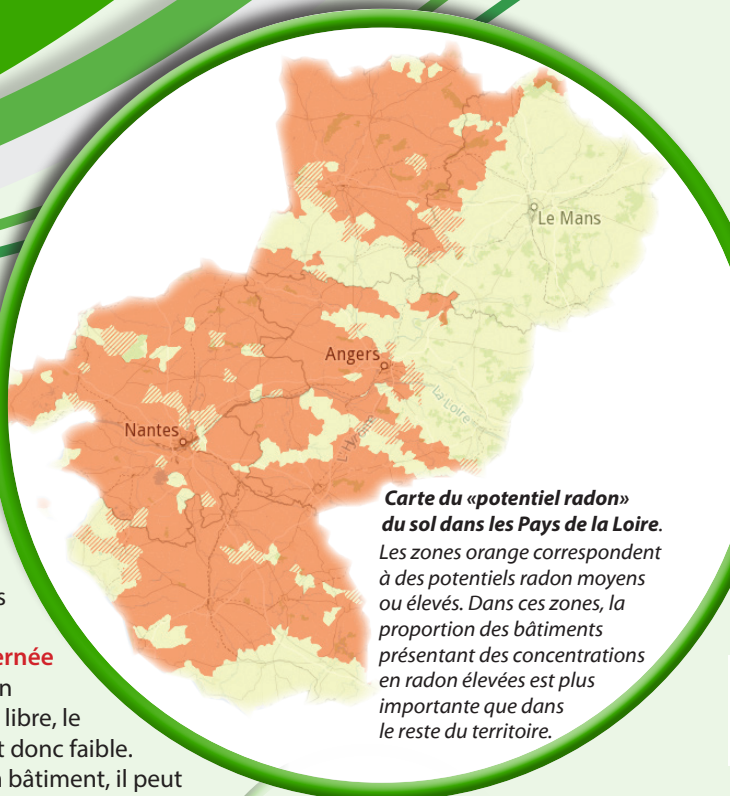 Le Mans
Angers
La Loire
Nantes
Carte du «potentiel radon»
du sol dans les Pays de la Loire.
Les zones orange correspondent
à des potentiels radon moyens
ou élevés. Dans ces zones, la
proportion des bâtiments
présentant des concentrations
en radon élevées est plus
importante que dans
le reste du territoire.
s
ernée
n
libre, le
t donc faible.
bâtiment, il peut